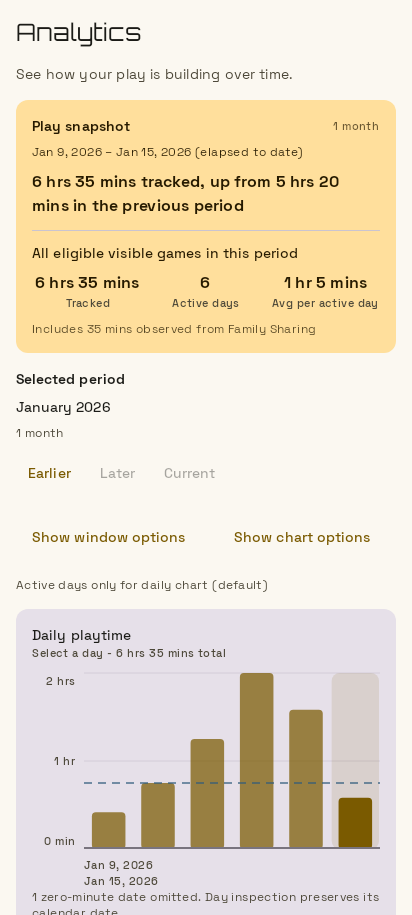 Analytics
See how your play is building over time.
Play snapshot
1 month
Jan 9, 2026 – Jan 15, 2026 (elapsed to date)
6 hrs 35 mins tracked, up from 5 hrs 20
mins in the previous period
All eligible visible games in this period
6 hrs 35 mins
6
1 hr 5 mins
Tracked
Active days
Avg per active day
Includes 35 mins observed from Family Sharing
Selected period
January 2026
1 month
Earlier
Later
Current
Show window options
Show chart options
Active days only for daily chart (default)
Daily playtime
Select a day - 6 hrs 35 mins total
2 hrs
1 hr
0 min
Jan 9, 2026
Jan 15, 2026
1 zero-minute date omitted. Day inspection preserves its
calendar date.